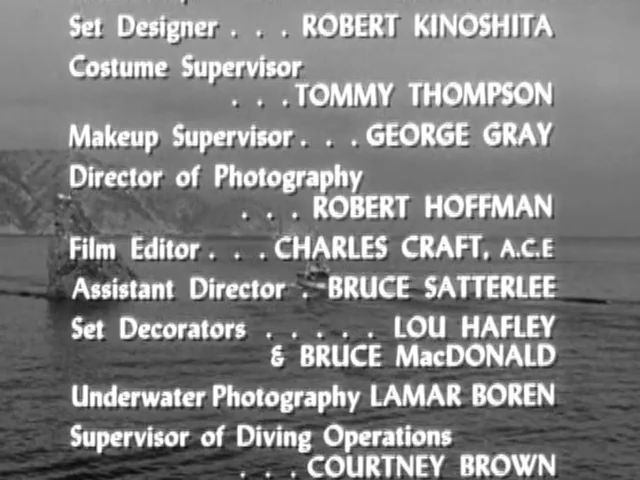 Set Designer . . . ROBERT KINOSHITA
Costume Supervisor
. . . TOMMY THOMPSON
Makeup Supervisor . . . GEORGE GRAY
Director of Photography
. . . ROBERT HOFFMAN
Film Editor . . . CHARLES CRAFT, A.C.E
Assistant Director . BRUCE SATTERLEE
Set Decorators . . . . . LOU HAFLEY
& BRUCE MacDONALD
Underwater Photography LAMAR BOREN
Supervisor of Diving Operations
. . . COURTNEY BROWN